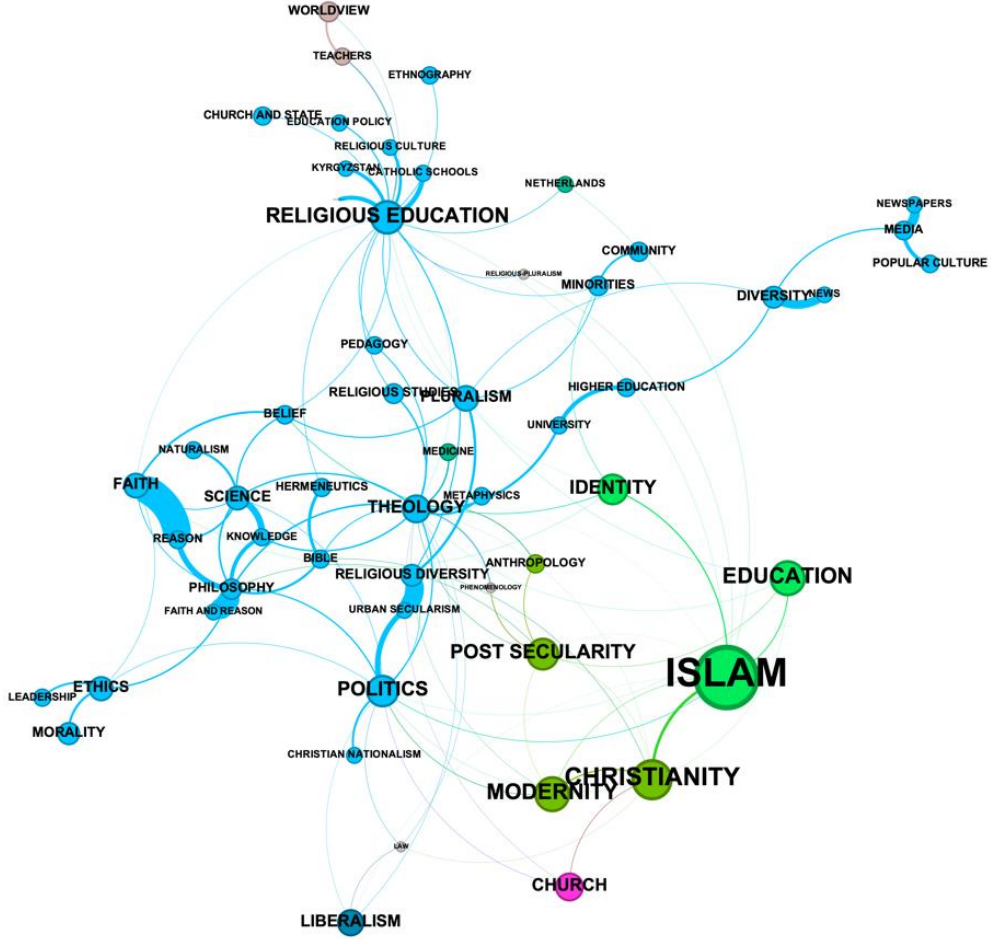 WORLDVIEW
TEACHERS
ETHNOGRAPHY
CHURCH AND STATE
EDUCATION POLICY
RELIGIOUS CULTURE
KYRGYZSTAN
CATHOLIC SCHOOLS
NETHERLANDS
NEWSPAPERS
RELIGIOUS EDUCATION
MEDIA
COMMUNITY
POPULAR CULTURE
RELIGIOUS-PLURALISM
MINORITIES
DIVERSITY
NEWS
PEDAGOGY
HIGHER EDUCATION
RELIGIOUS STUDIES
PLURALISM
BELIEF
UNIVERSITY
NATURALISM
MEDICINE
FAITH
HERMENEUTICS
IDENTITY
SCIENCE
METAPHYSICS
THEOLOGY
REASON
KNOWLEDGE
BIBLE
ANTHROPOLOGY
RELIGIOUS DIVERSITY
EDUCATION
PHILOSOPHY
PHENOMENOLOGY
FAITH AND REASON
URBAN SECULARISM
POST SECULARITY
ISLAM
ETHICS
POLITICS
LEADERSHIP
MORALITY
CHRISTIAN NATIONALISM
CHRISTIANITY
MODERNITY
LAW
CHURCH
LIBERALISM